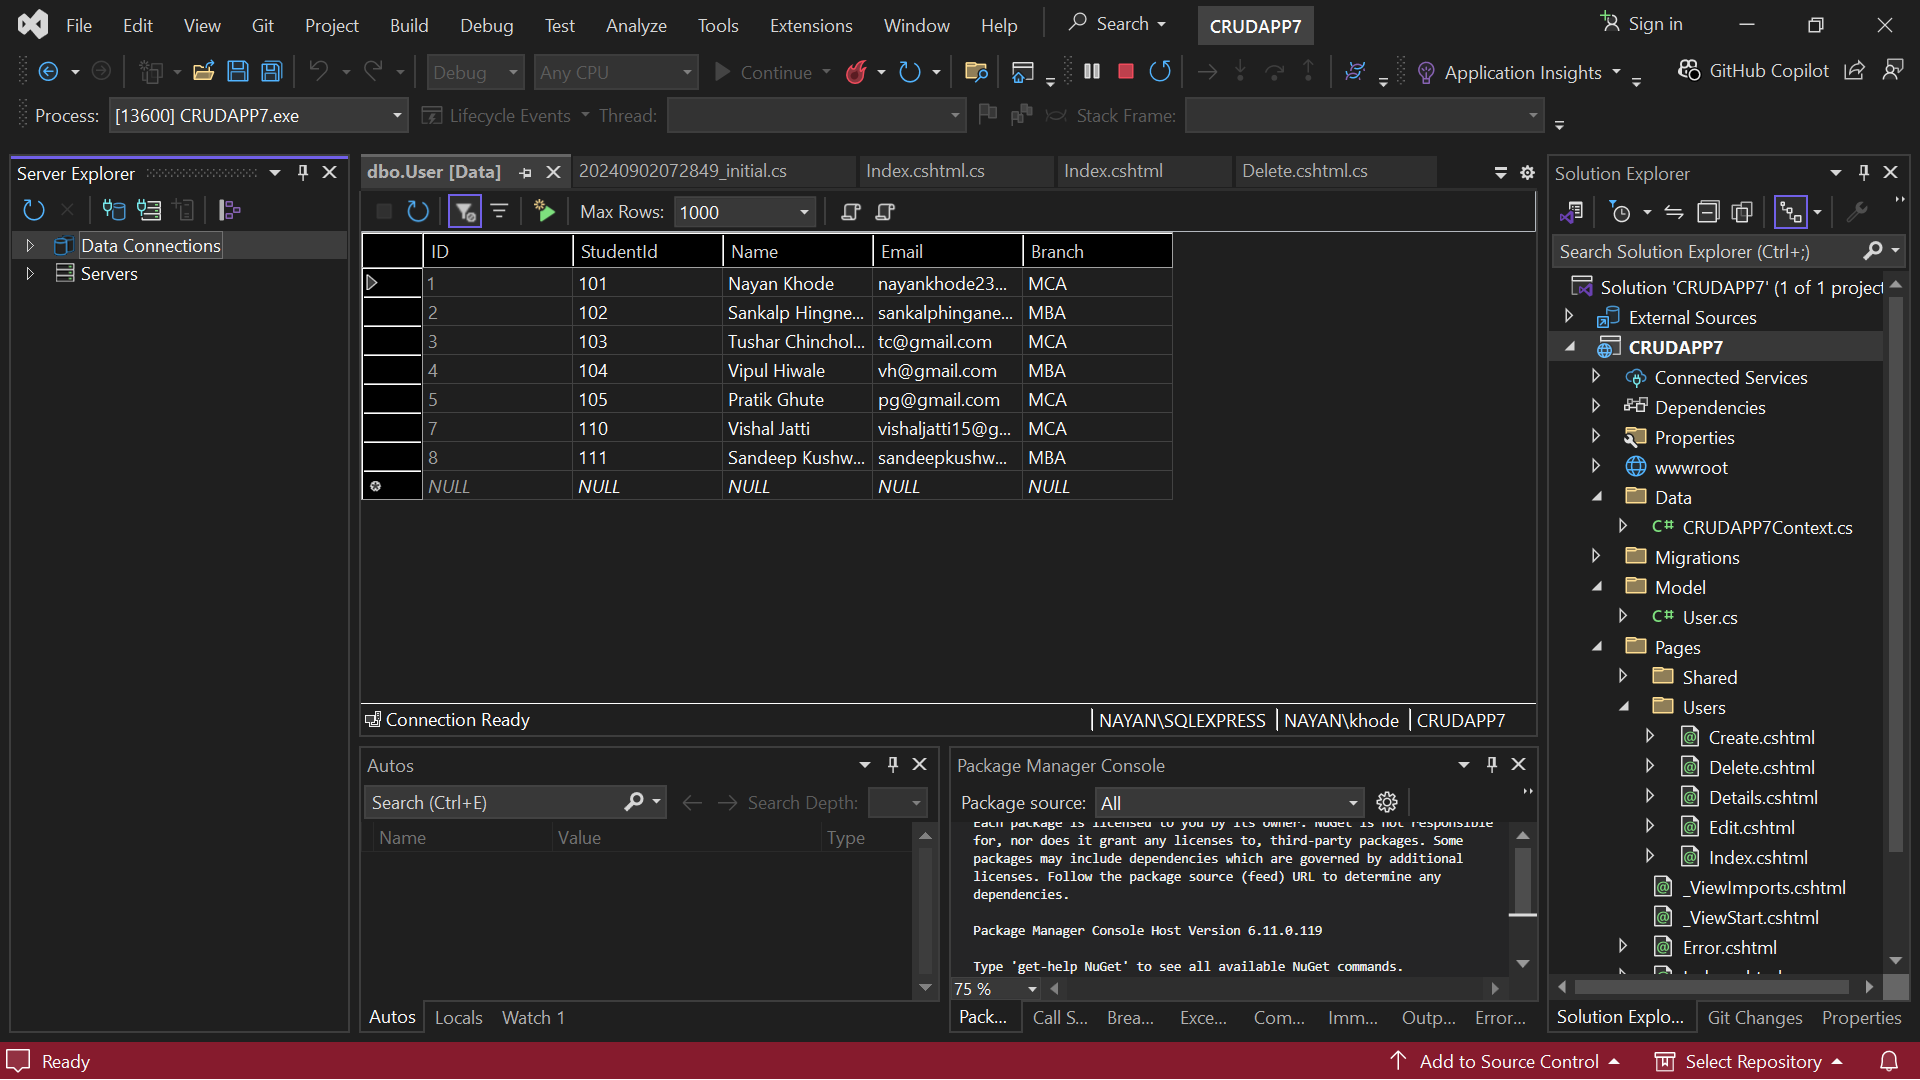 File Edit View Git Project Build Debug Test Analyze Tools Extensions Window Help Search CRUDAPP7 Sign in
Debug Any CPU Continue Application Insights GitHub Copilot
Process: [13600] CRUDAPP7.exe Lifecycle Events Thread: Stack Frame:
Server Explorer
Data Connections
Servers
dbo.User [Data] 20240902072849_initial.cs Index.cshtml.cs Index.cshtml Delete.cshtml.cs
Max Rows: 1000
ID StudentId Name Email Branch
1 101 Nayan Khode nayankhode23... MCA
2 102 Sankalp Hingne... sankalphingane... MBA
3 103 Tushar Chinchol... tc@gmail.com MCA
4 104 Vipul Hiwale vh@gmail.com MBA
5 105 Pratik Ghute pg@gmail.com MCA
7 110 Vishal Jatti vishaljatti15@g... MCA
8 111 Sandeep Kushw... sandeepkushw... MBA
NULL NULL NULL NULL NULL
Connection Ready NAYAN\SQLEXPRESS NAYAN\khode CRUDAPP7
Autos
Search (Ctrl+E) Search Depth:
Name Value Type
Autos Locals Watch 1
Package Manager Console
Package source: All
Each package is licensed to you by its owner. NuGet is not responsible
for, nor does it grant any licenses to, third-party packages. Some
packages may include dependencies which are governed by additional
licenses. Follow the package source (feed) URL to determine any
dependencies.
Package Manager Console Host Version 6.11.0.119
Type 'get-help NuGet' to see all available NuGet commands.
75 %
Pack... Call S... Brea... Exce... Com... Imm... Outp... Error...
Solution Explorer
Search Solution Explorer (Ctrl+;)
Solution 'CRUDAPP7' (1 of 1 project
External Sources
CRUDAPP7
Connected Services
Dependencies
Properties
wwwroot
Data
C# CRUDAPP7Context.cs
Migrations
Model
C# User.cs
Pages
Shared
Users
Create.cshtml
Delete.cshtml
Details.cshtml
Edit.cshtml
Index.cshtml
_ViewImports.cshtml
_ViewStart.cshtml
Error.cshtml
Solution Explo... Git Changes Properties
Ready Add to Source Control Select Repository